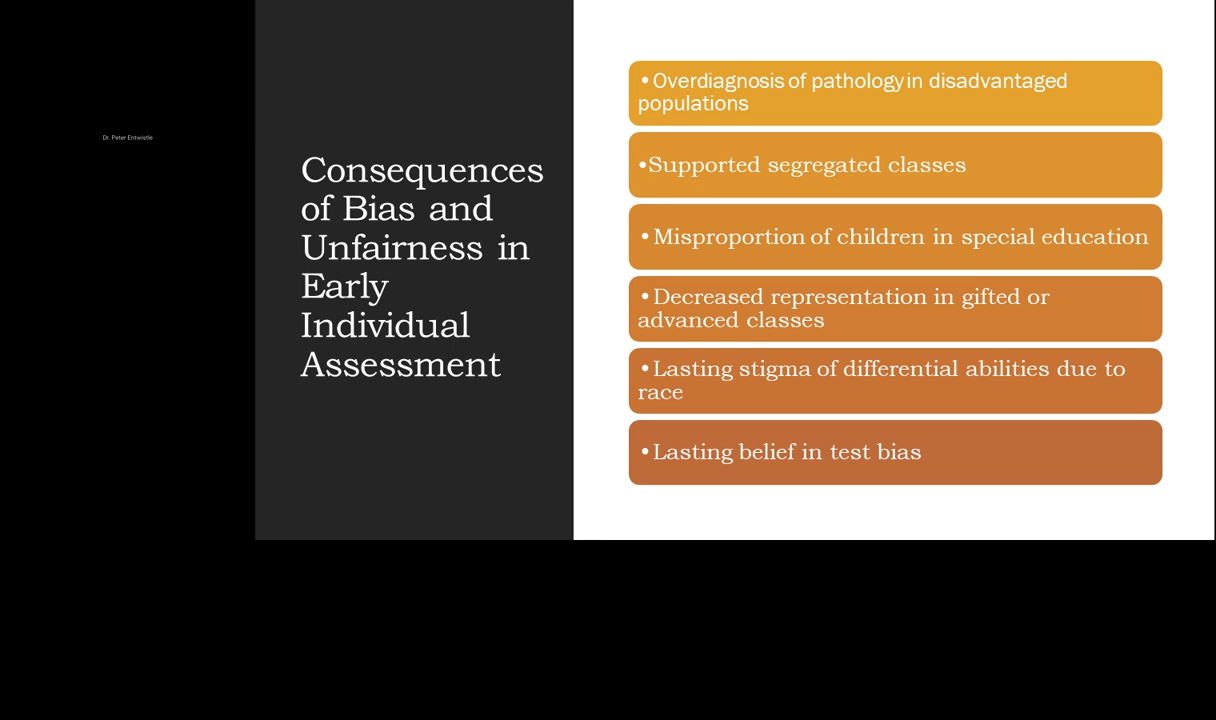 Dr. Peter Entwistle
Consequences
of Bias and
Unfairness in
Early
Individual
Assessment
•Overdiagnosis of pathology in disadvantaged
populations
•Supported segregated classes
•Misproportion of children in special education
•Decreased representation in gifted or
advanced classes
•Lasting stigma of differential abilities due to
race
•Lasting belief in test bias